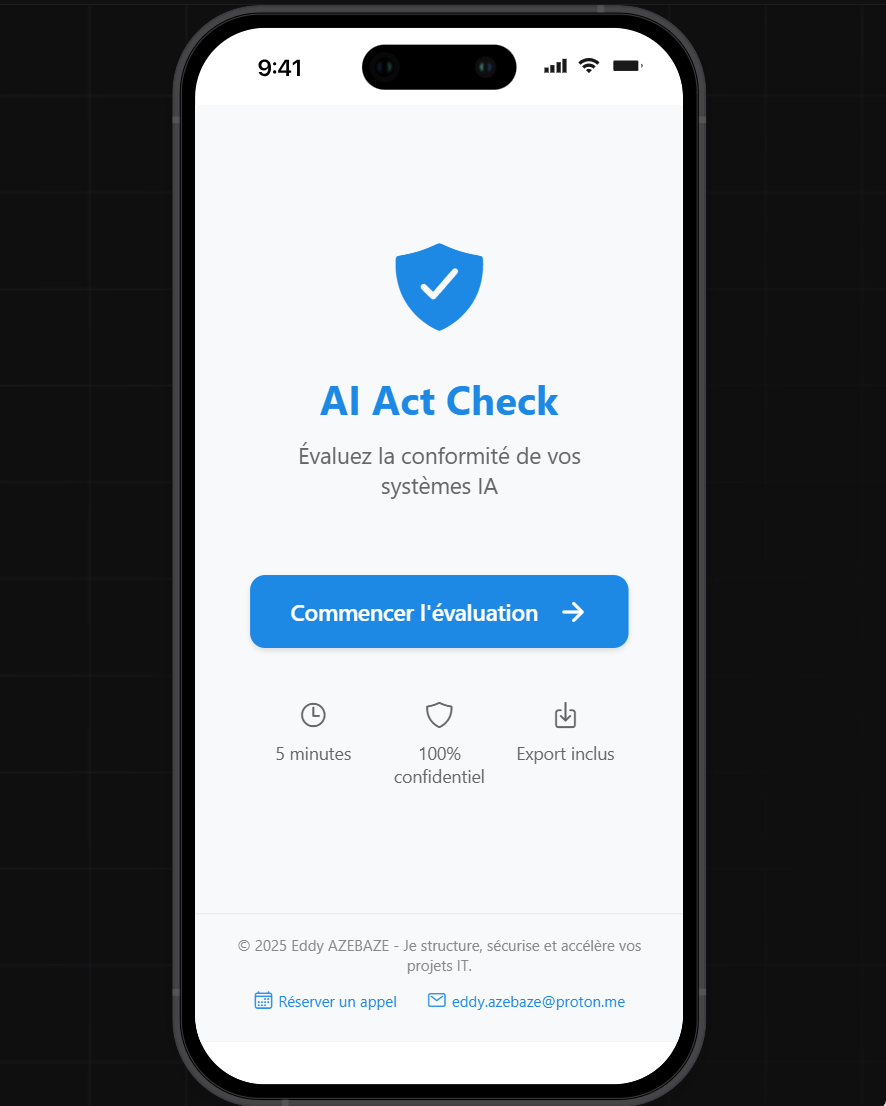 9:41
AI Act Check
Évaluez la conformité de vos
systèmes IA
Commencer l'évaluation
5 minutes
100%
confidentiel
Export inclus
© 2025 Eddy AZEBAZE - Je structure, sécurise et accélère vos
projets IT.
Réserver un appel
eddy.azebaze@proton.me